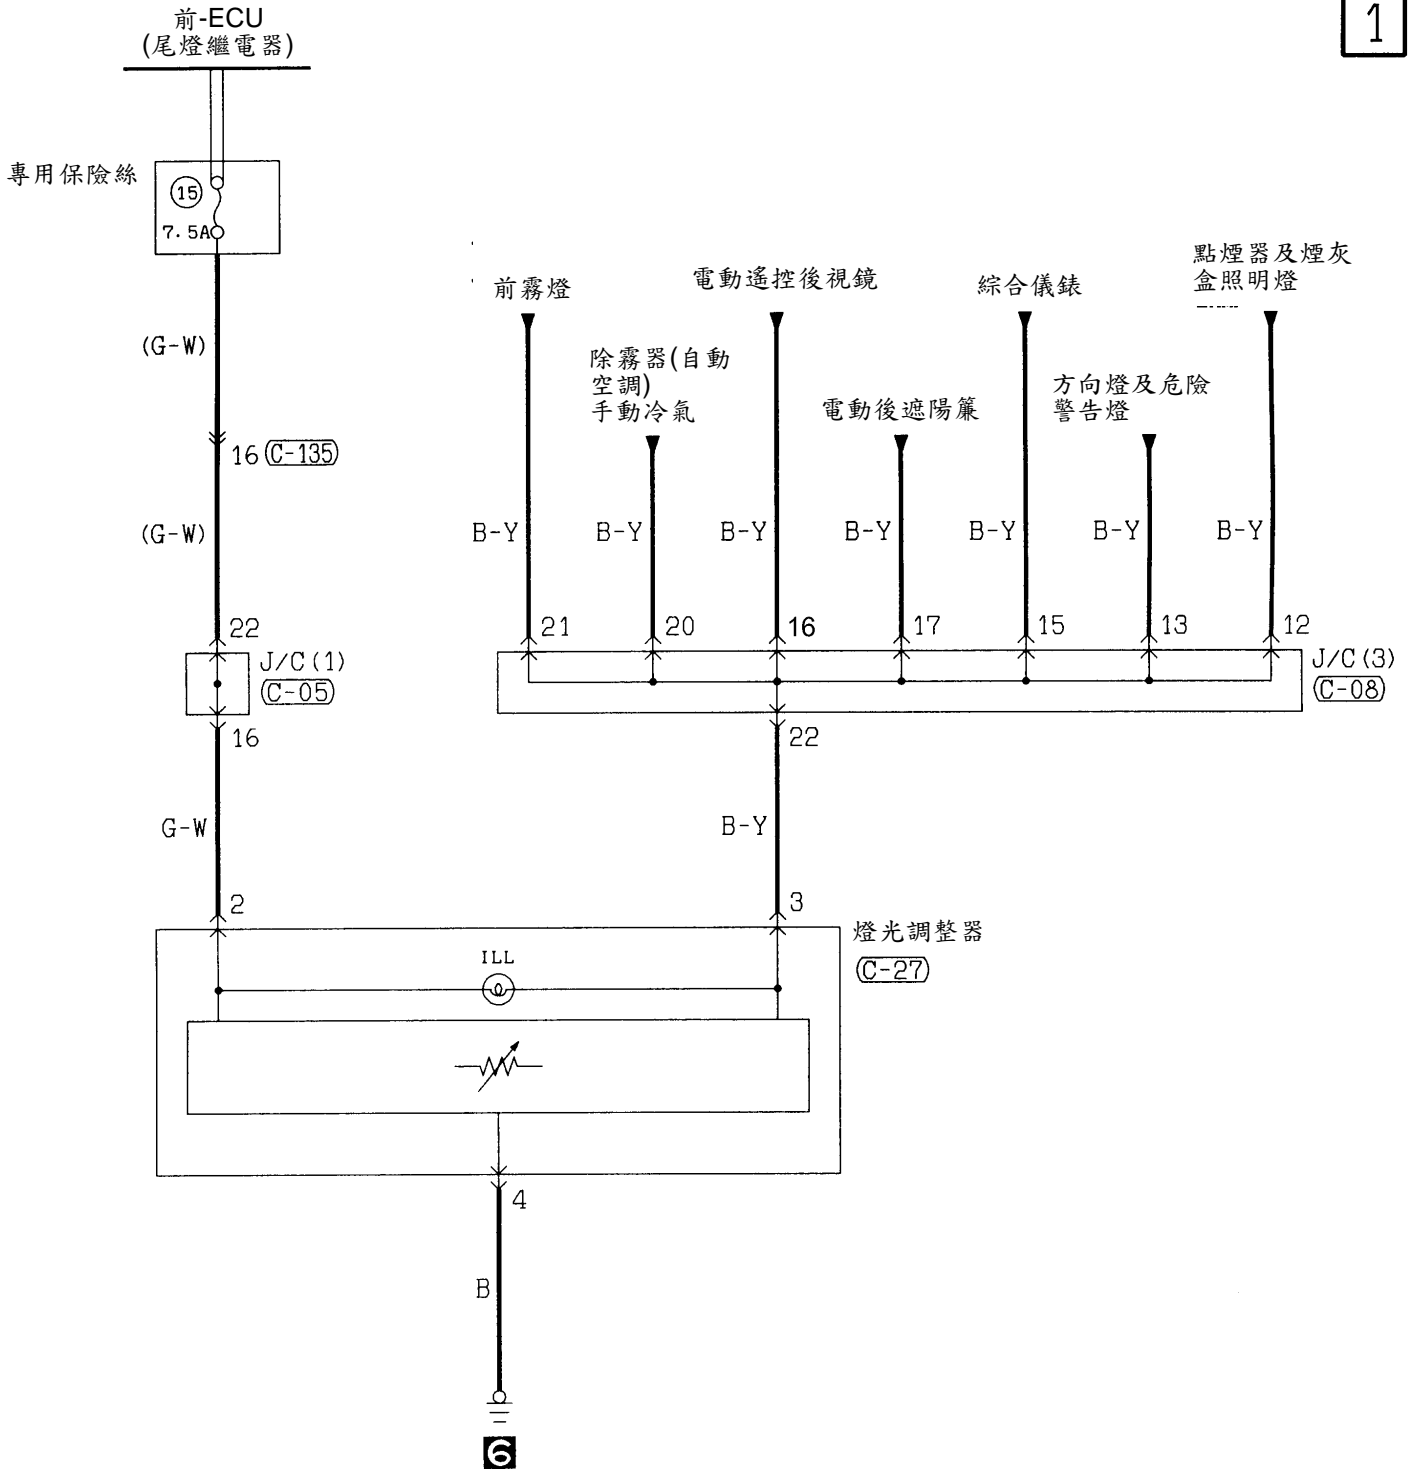 前-ECU
(尾燈繼電器)
1
專用保險絲
15
7.5A
(G-W)
16 C-135
(G-W)
22
J/C(1)
C-05
16
G-W
2
前霧燈
除霧器(自動
空調)
手動冷氣
電動遙控後視鏡
電動後遮陽簾
綜合儀錶
方向燈及危險
警告燈
點煙器及煙灰
盒照明燈
B-Y B-Y B-Y B-Y B-Y B-Y B-Y
21 20 16 17 15 13 12
J/C(3)
C-08
22
B-Y
3
燈光調整器
C-27
ILL
4
B
6